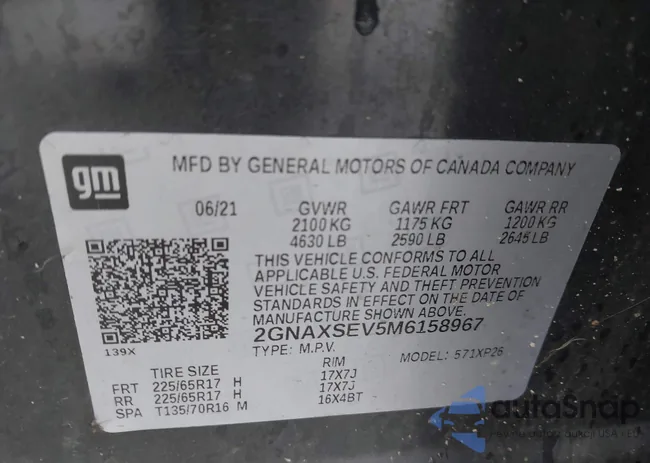 gm
MFD BY GENERAL MOTORS OF CANADA COMPANY
06/21 GVWR GAWR FRT GAWR RR
2100 KG 1175 KG 1200 KG
4630 LB 2590 LB 2645 LB
THIS VEHICLE CONFORMS TO ALL
APPLICABLE U.S. FEDERAL MOTOR
VEHICLE SAFETY AND THEFT PREVENTION
STANDARDS IN EFFECT ON THE DATE OF
MANUFACTURE SHOWN ABOVE.
2GNAXSEV5M6158967
139X
TYPE: M.P.V. MODEL: 571XP26
TIRE SIZE RIM
FRT 225/65R17 H 17X7J
RR 225/65R17 H 17X7J
SPA T135/70R16 M 16X4BT
autoSnap
USA